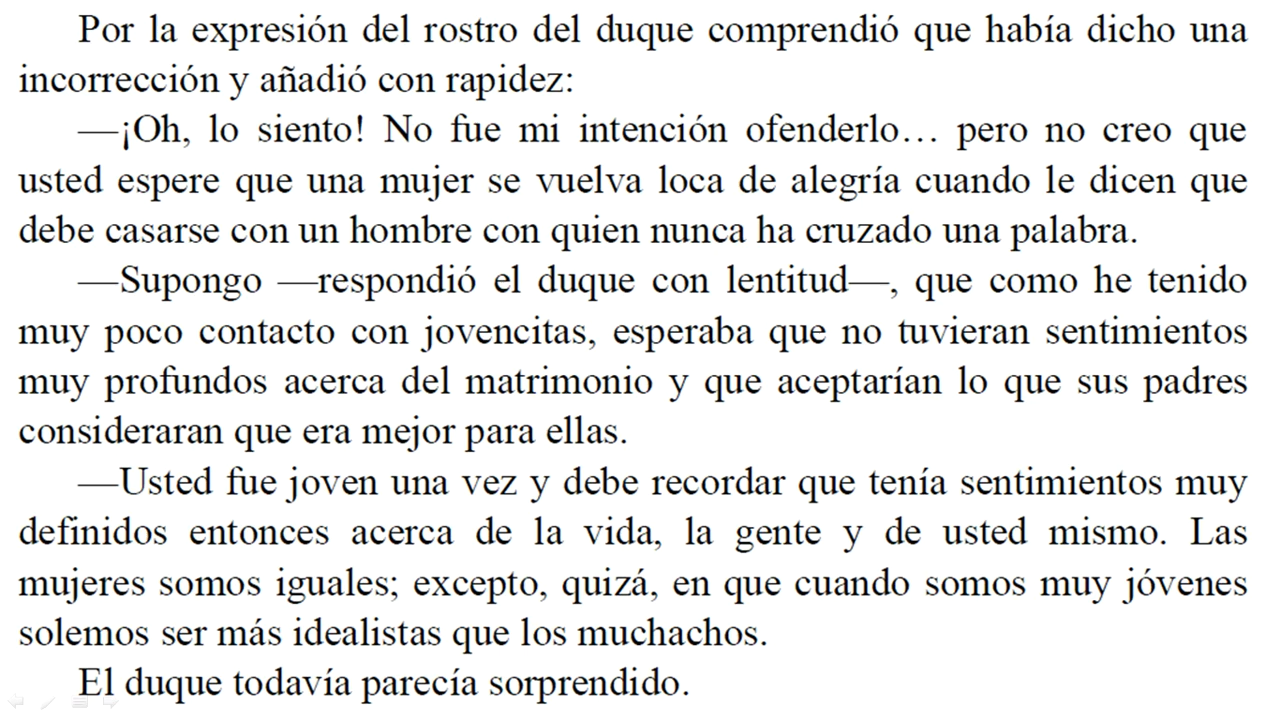 Por la expresión del rostro del duque comprendió que había dicho una
incorrección y añadió con rapidez:
—¡Oh, lo siento! No fue mi intención ofenderlo… pero no creo que
usted espere que una mujer se vuelva loca de alegría cuando le dicen que
debe casarse con un hombre con quien nunca ha cruzado una palabra.
—Supongo —respondió el duque con lentitud—, que como he tenido
muy poco contacto con jovencitas, esperaba que no tuvieran sentimientos
muy profundos acerca del matrimonio y que aceptarían lo que sus padres
consideraran que era mejor para ellas.
—Usted fue joven una vez y debe recordar que tenía sentimientos muy
definidos entonces acerca de la vida, la gente y de usted mismo. Las
mujeres somos iguales; excepto, quizá, en que cuando somos muy jóvenes
solemos ser más idealistas que los muchachos.
El duque todavía parecía sorprendido.